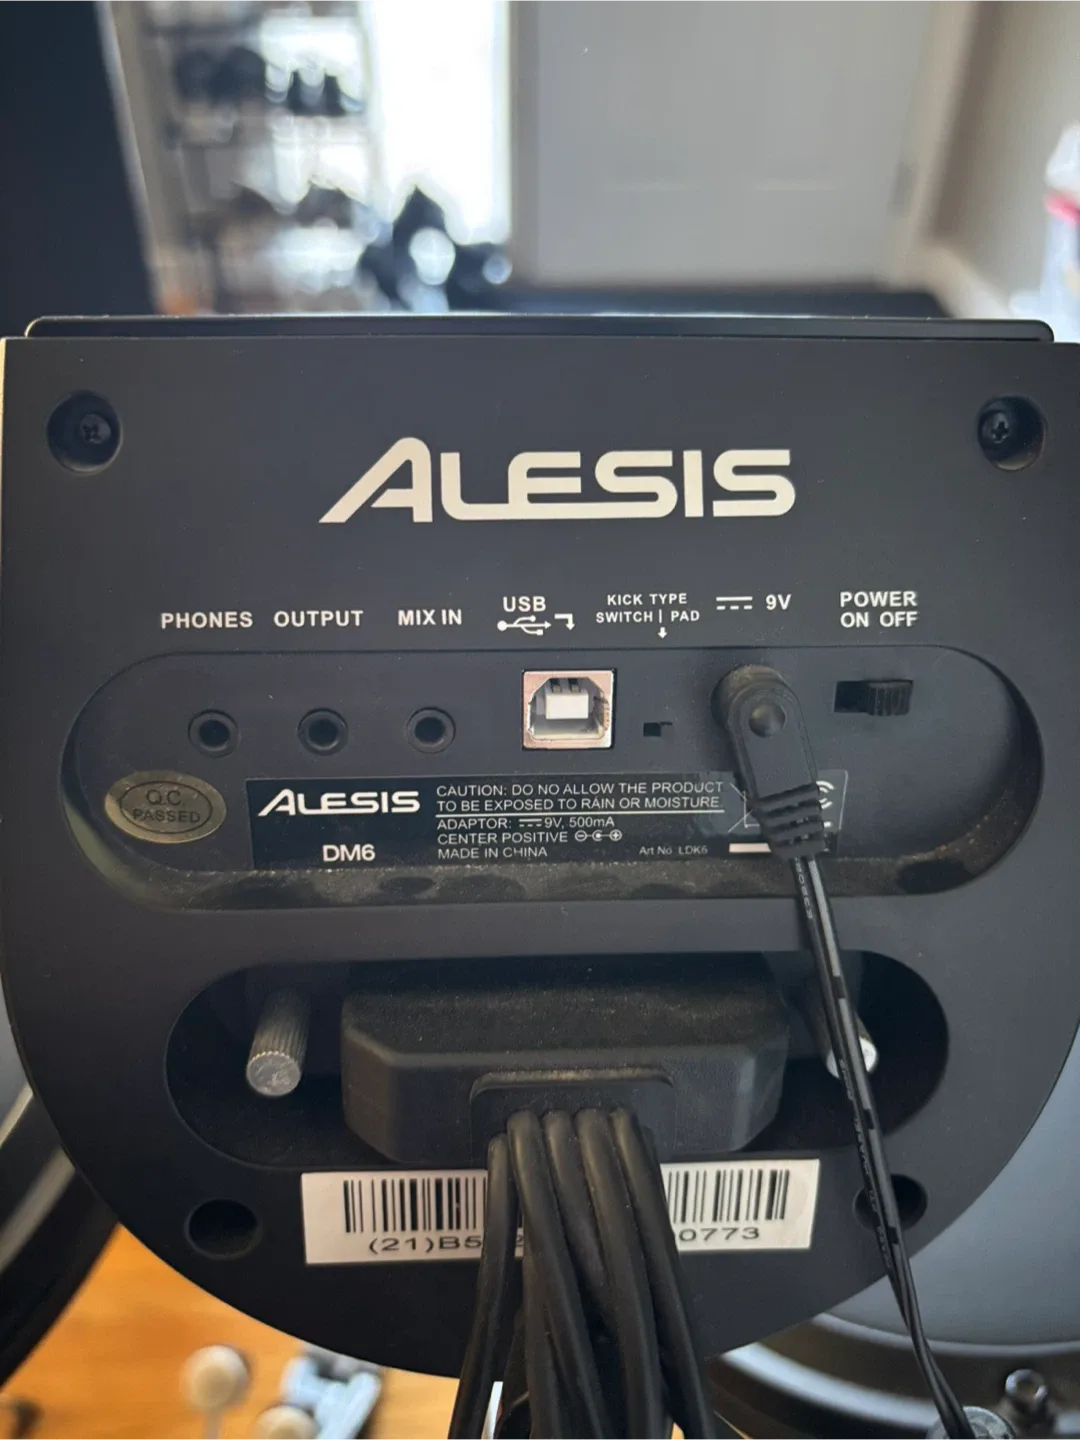 ALESIS
PHONES OUTPUT MIX IN USB KICK TYPE 9V POWER
SWITCH | PAD ON OFF
Q.C.
PASSED
ALESIS
DM6
CAUTION: DO NO ALLOW THE PRODUCT
TO BE EXPOSED TO RAIN OR MOISTURE
ADAPTOR: 9V, 500mA
CENTER POSITIVE
MADE IN CHINA
Art No. LDK6
(21)B5 0773